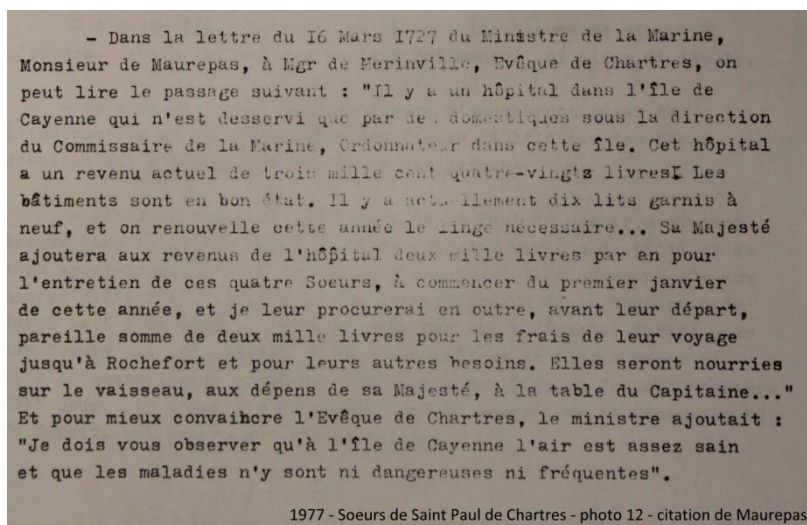 - Dans la lettre du I6 Mars I727 du Ministre de la Marine,
Monsieur de Maurepas, à Mgr de Merinville, Evêque de Chartres, on
peut lire le passage suivant : "Il y a un hôpital dans l'île de
Cayenne qui n'est desservi que par des domestiques sous la direction
du Commissaire de la Marine, Ordonnateur dans cette île. Cet hôpital
a un revenu actuel de trois mille cent quatre-vingts livres. Les
bâtiments sont en bon état. Il y a actuellement dix lits garnis à
neuf, et on renouvelle cette année le linge nécessaire... Sa Majesté
ajoutera aux revenus de l'hôpital deux mille livres par an pour
l'entretien de ces quatre Soeurs, à commencer du premier janvier
de cette année, et je leur procurerai en outre, avant leur départ,
pareille somme de deux mille livres pour les frais de leur voyage
jusqu'à Rochefort et pour leurs autres besoins. Elles seront nourries
sur le vaisseau, aux dépens de sa Majesté, à la table du Capitaine..."
Et pour mieux convaihcre l'Evêque de Chartres, le ministre ajoutait :
"Je dois vous observer qu'à l'Île de Cayenne l'air est assez sain
et que les maladies n'y sont ni dangereuses ni fréquentes".
1977 - Soeurs de Saint Paul de Chartres - photo 12 - citation de Maurepas